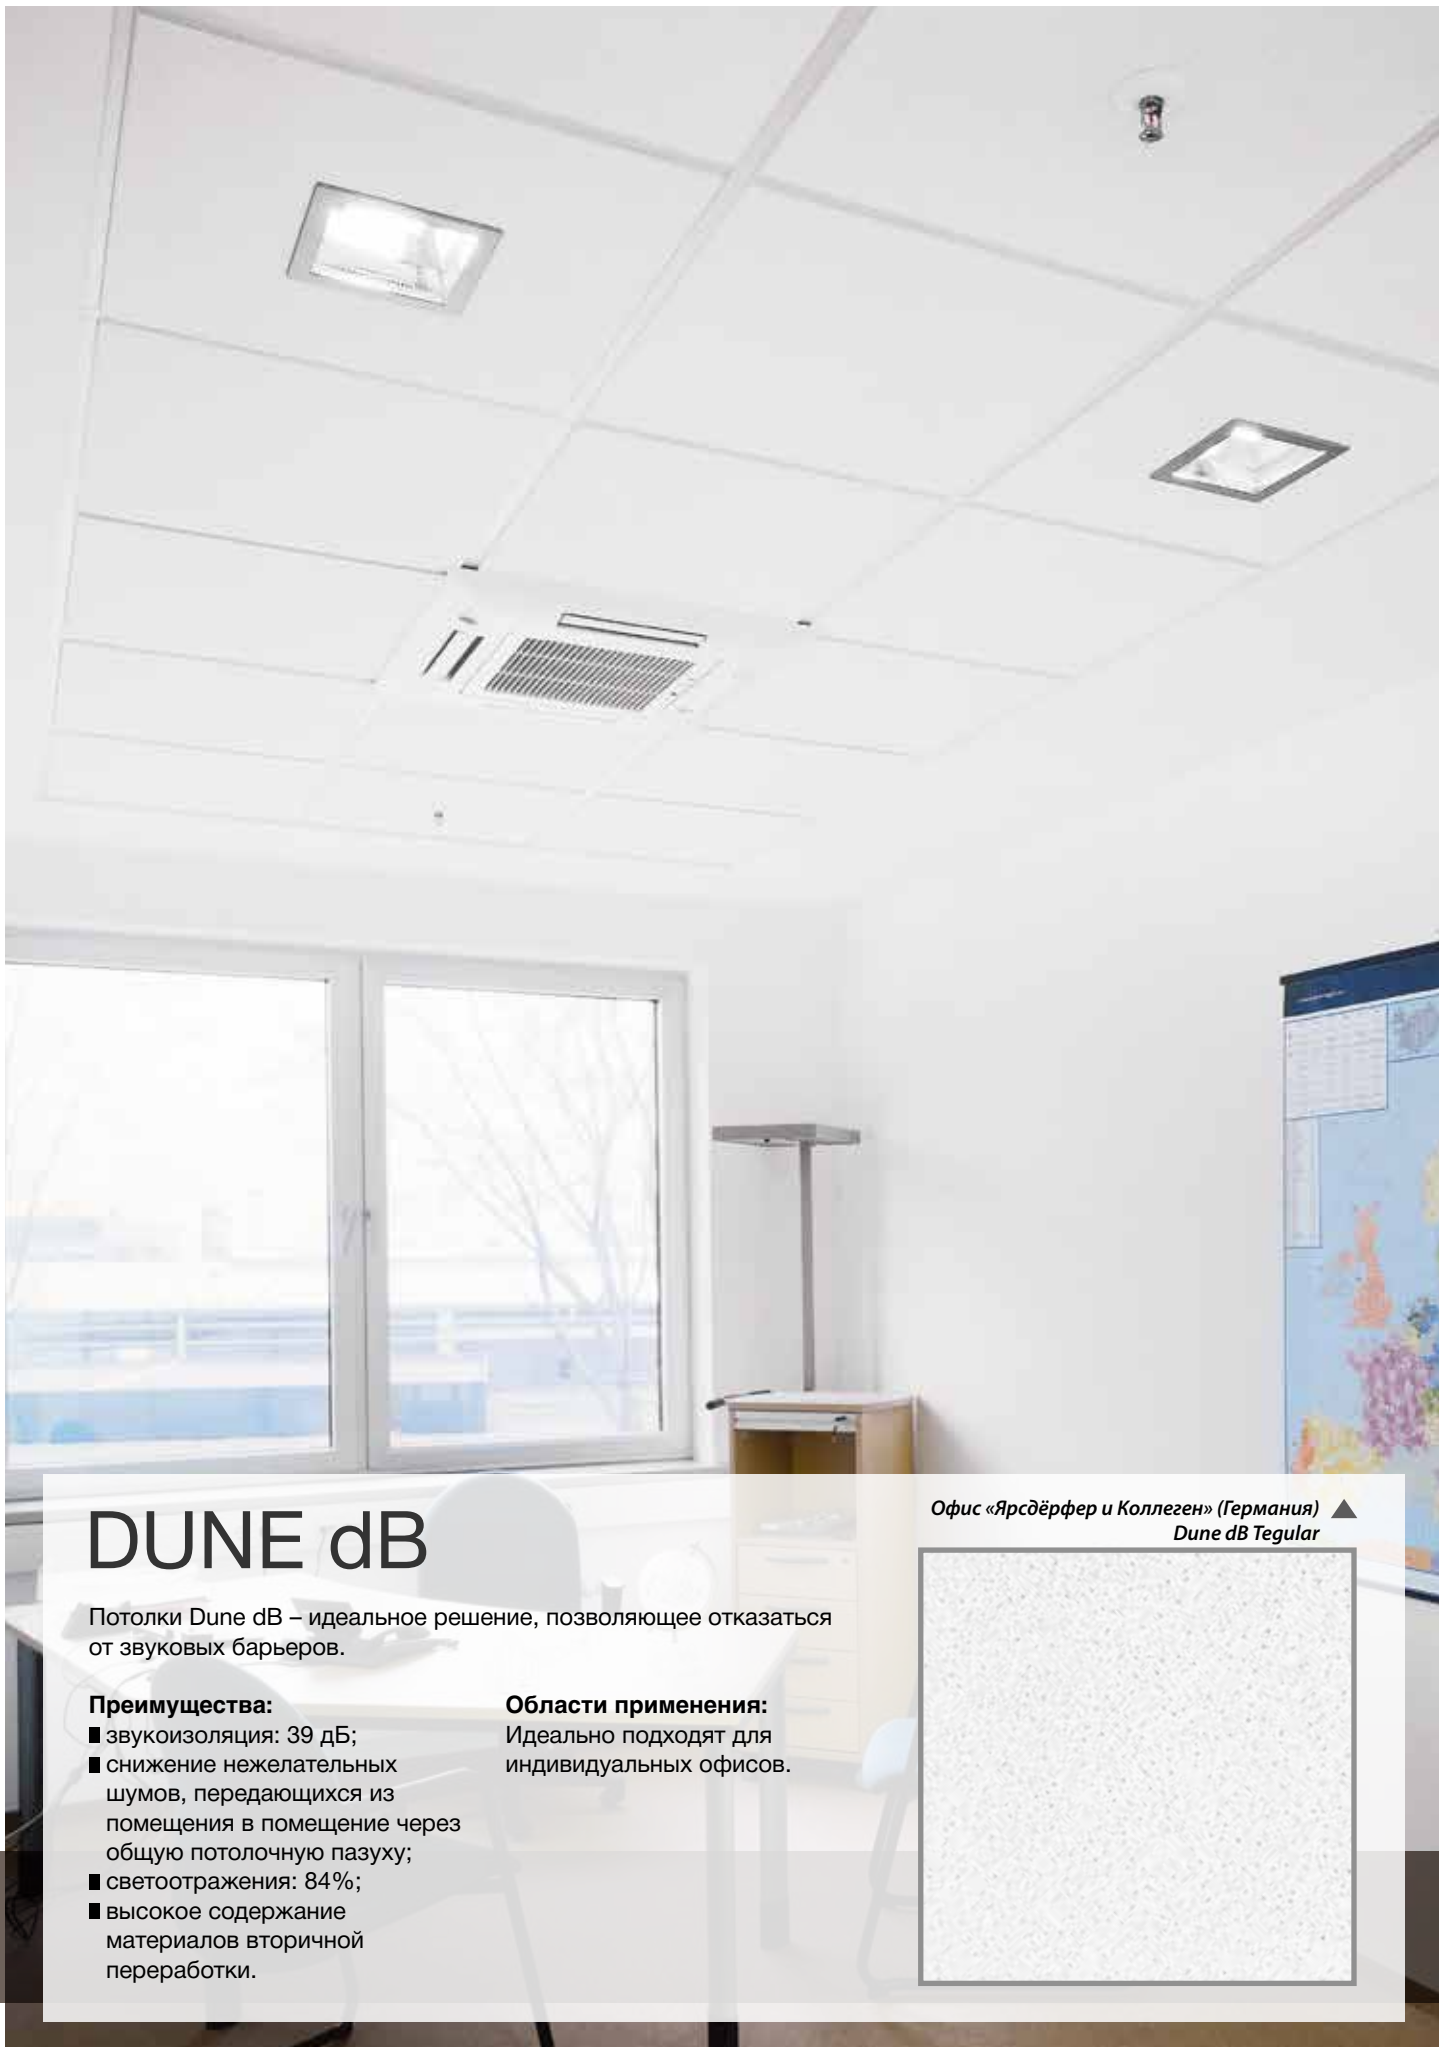 DUNE dB
Потолки Dune dB – идеальное решение, позволяющее отказаться
от звуковых барьеров.
Преимущества:
■ звукоизоляция: 39 дБ;
■ снижение нежелательных
шумов, передающихся из
помещения в помещение через
общую потолочную пазуху;
■ светоотражения: 84%;
■ высокое содержание
материалов вторичной
переработки.
Области применения:
Идеально подходят для
индивидуальных офисов.
Офис «Ярсдёрфер и Коллеген» (Германия)
Dune dB Tegular